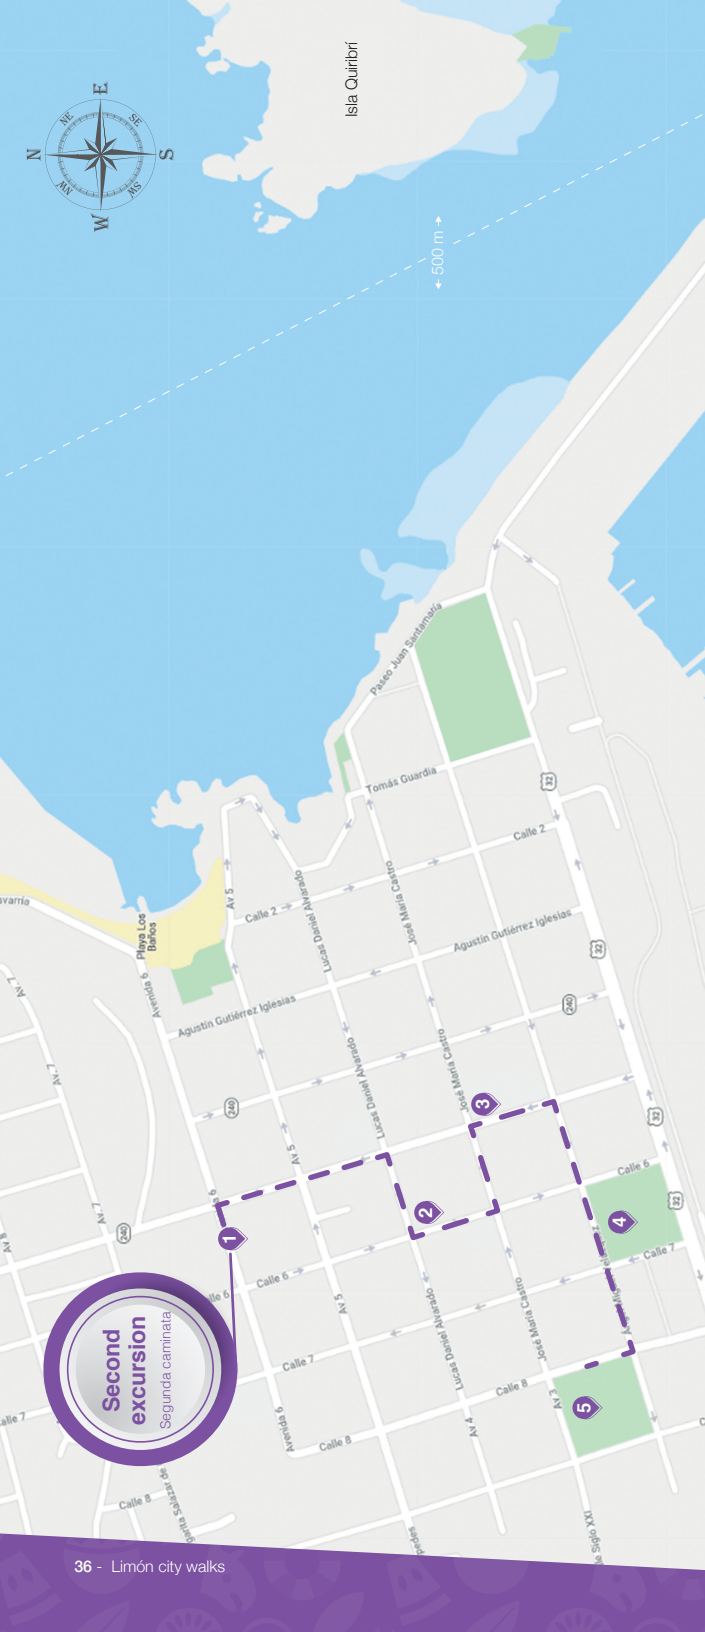 N
NE
E
SE
S
SW
W
NW
Isla Quiribrí
500 m
Paseo Juan Santamaría
Tomás Guardia
32
Calle 2
Av 5
Calle 2
Lucas Daniel Alvarado
José María Castro
Agustín Gutiérrez Iglesias
32
Playa Los
Baños
Avenida 6
Av. 7
Agustín Gutiérrez Iglesias
240
Av. 7
Lucas Daniel Alvarado
José María Castro
240
Av 5
3
32
Calle 6
32
Av. 7
240
1
2
4
Calle 7
Calle 6
Av 5
Lucas Daniel Alvarado
José María Castro
Second
excursion
Segunda caminata
Calle 7
Calle 8
Av 3
5
Avenida 6
Calle 8
Av 4
Calle 8
36 - Limón city walks